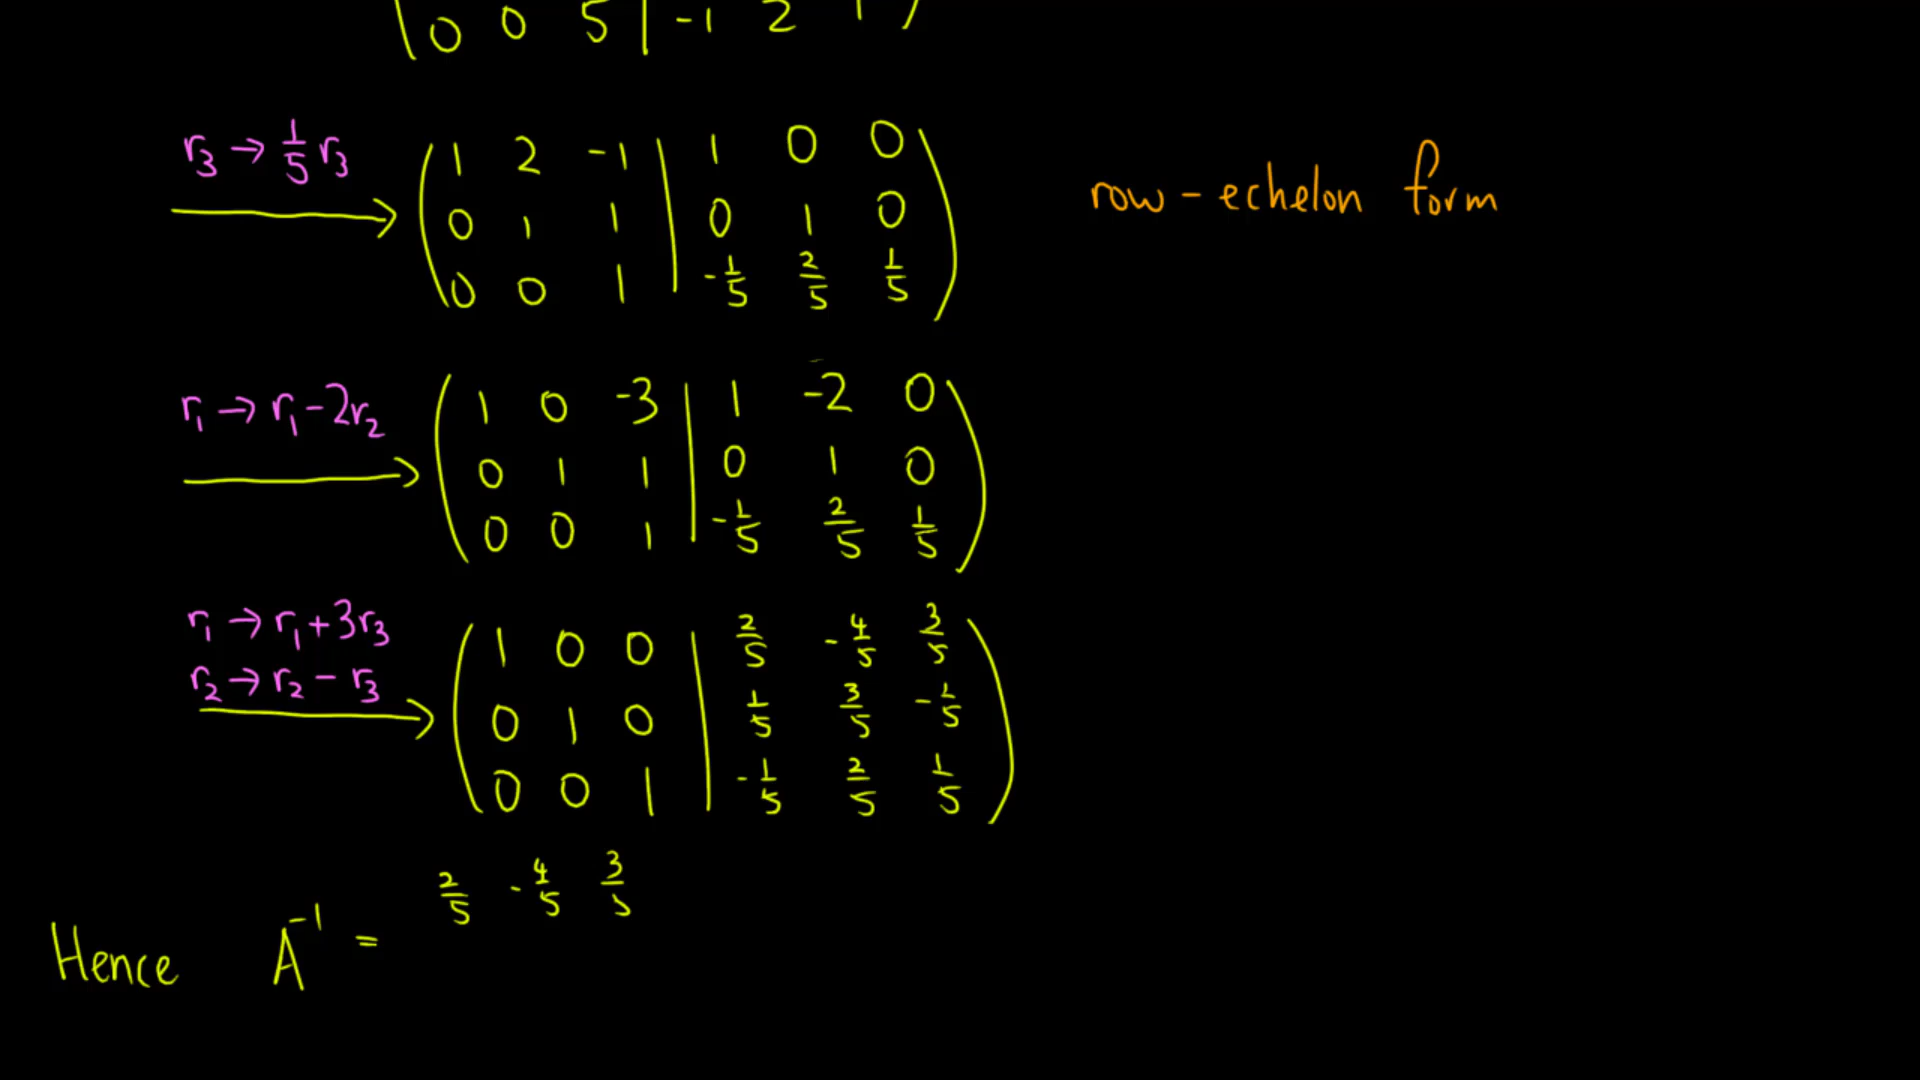 0 0 5 | -1 2 1
r₃ → 1/5 r₃
( 1 2 -1 | 1 0 0
0 1 1 | 0 1 0
0 0 1 | -1/5 2/5 1/5 )
row-echelon form
r₁ → r₁ - 2r₂
( 1 0 -3 | 1 -2 0
0 1 1 | 0 1 0
0 0 1 | -1/5 2/5 1/5 )
r₁ → r₁ + 3r₃
r₂ → r₂ - r₃
( 1 0 0 | 2/5 -4/5 3/5
0 1 0 | 1/5 3/5 -1/5
0 0 1 | -1/5 2/5 1/5 )
2/5 -4/5 3/5
Hence A⁻¹ =